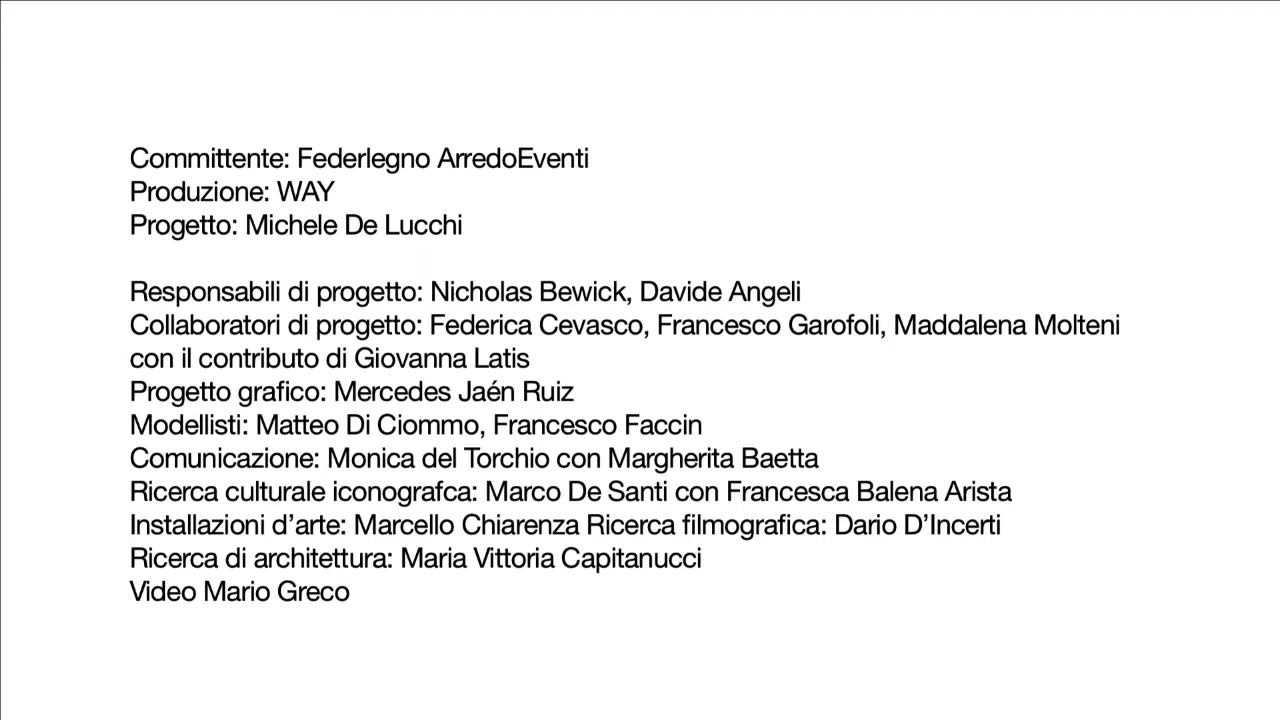 Committente: Federlegno ArredoEventi
Produzione: WAY
Progetto: Michele De Lucchi
Responsabili di progetto: Nicholas Bewick, Davide Angeli
Collaboratori di progetto: Federica Cevasco, Francesco Garofoli, Maddalena Molteni
con il contributo di Giovanna Latis
Progetto grafico: Mercedes Jaén Ruiz
Modellisti: Matteo Di Ciommo, Francesco Faccin
Comunicazione: Monica del Torchio con Margherita Baetta
Ricerca culturale iconografca: Marco De Santi con Francesca Balena Arista
Installazioni d’arte: Marcello Chiarenza Ricerca filmografica: Dario D’Incerti
Ricerca di architettura: Maria Vittoria Capitanucci
Video Mario Greco